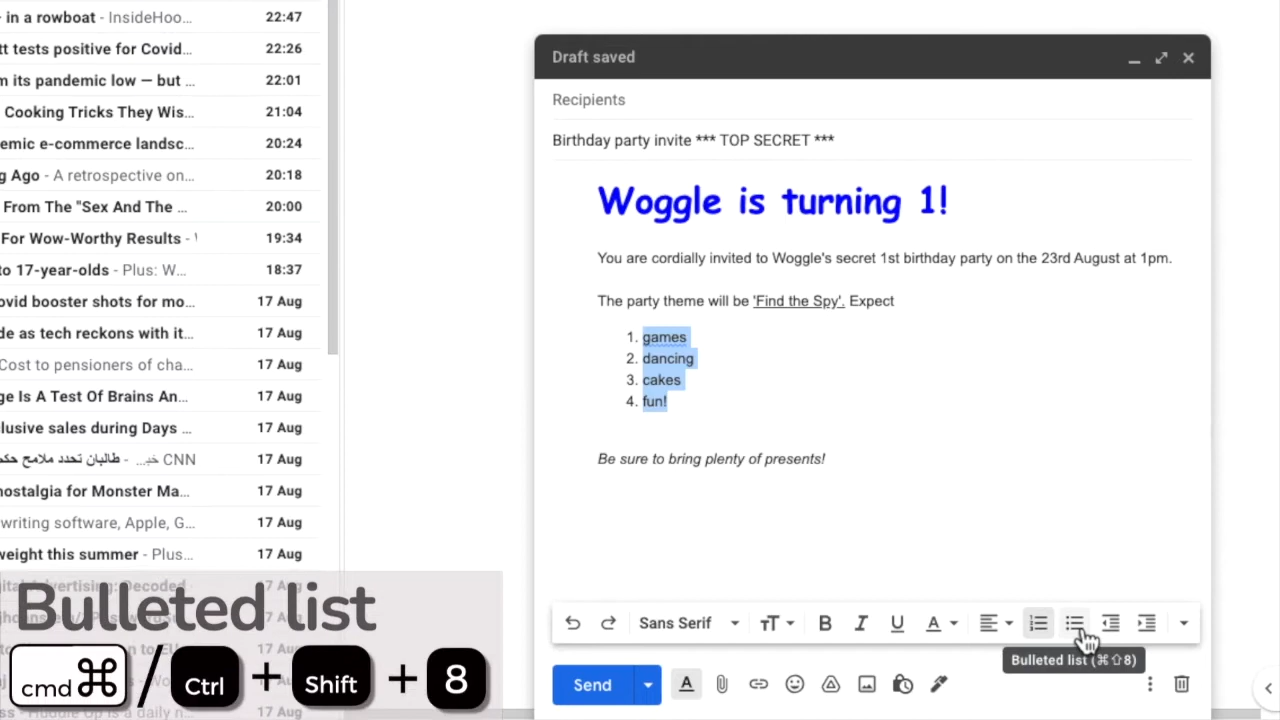 in a rowboat - InsideHoo... 22:47
tt tests positive for Covid... 22:26
m its pandemic low — but ... 22:01
Cooking Tricks They Wis... 21:04
emic e-commerce landsc... 20:24
g Ago - A retrospective on... 20:18
From The "Sex And The ... 20:00
For Wow-Worthy Results - 19:34
to 17-year-olds - Plus: W... 18:37
ovid booster shots for mo... 17 Aug
de as tech reckons with it... 17 Aug
Cost to pensioners of cha... 17 Aug
ge Is A Test Of Brains An... 17 Aug
clusive sales during Days ... 17 Aug
CNN خبـ... - طالبان تحدد ملامح حكم 17 Aug
nostalgia for Monster Ma... 17 Aug
writing software, Apple, G... 17 Aug
weight this summer - Plus... 17 Aug
Draft saved
Recipients
Birthday party invite *** TOP SECRET ***
Woggle is turning 1!
You are cordially invited to Woggle's secret 1st birthday party on the 23rd August at 1pm.
The party theme will be 'Find the Spy'. Expect
1. games
2. dancing
3. cakes
4. fun!
Be sure to bring plenty of presents!
Sans Serif
Bulleted list (⌘⇧8)
Send
Bulleted list
cmd ⌘ / Ctrl + Shift + 8